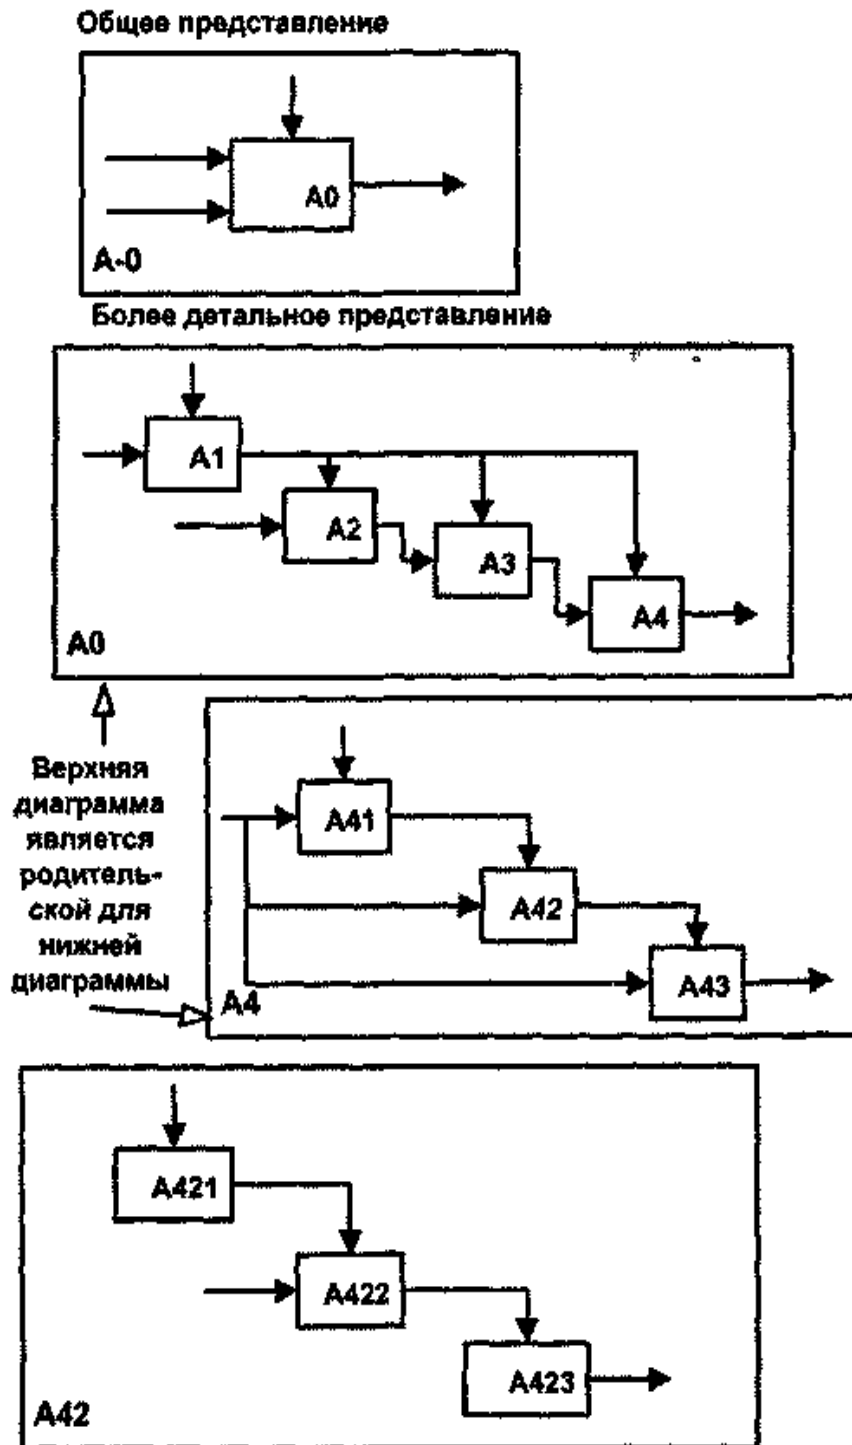 Общее представление
A0
A-0
Более детальное представление
A1
A2
A3
A4
A0
Верхняя
диаграмма
является
родитель-
ской для
нижней
диаграммы
A41
A42
A43
A4
A421
A422
A423
A42